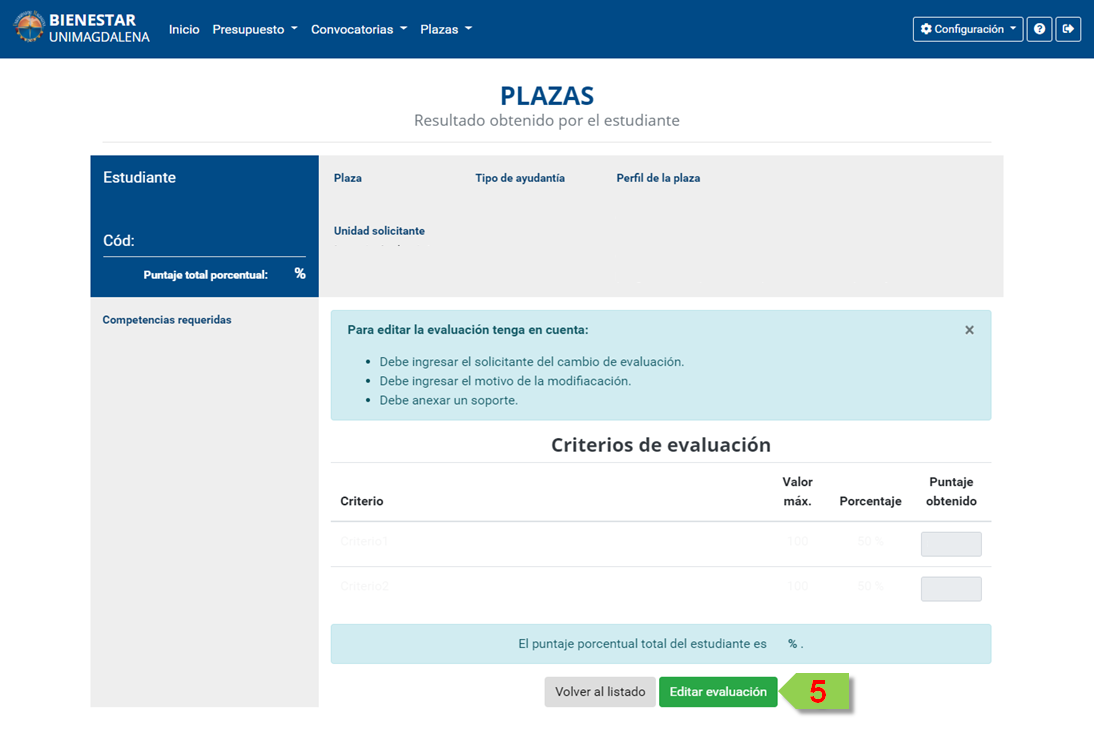 BIENESTAR
UNIMAGDALENA
Inicio Presupuesto Convocatorias Plazas Configuración
PLAZAS
Resultado obtenido por el estudiante
Estudiante
Plaza Tipo de ayudantía Perfil de la plaza
Unidad solicitante
Cód:
Puntaje total porcentual: %
Competencias requeridas
Para editar la evaluación tenga en cuenta: ×
• Debe ingresar el solicitante del cambio de evaluación.
• Debe ingresar el motivo de la modifiacación.
• Debe anexar un soporte.
Criterios de evaluación
Criterio Valor máx. Porcentaje Puntaje obtenido
Criterio1 100 50 %
Criterio2 100 50 %
El puntaje porcentual total del estudiante es % .
Volver al listado Editar evaluación 5